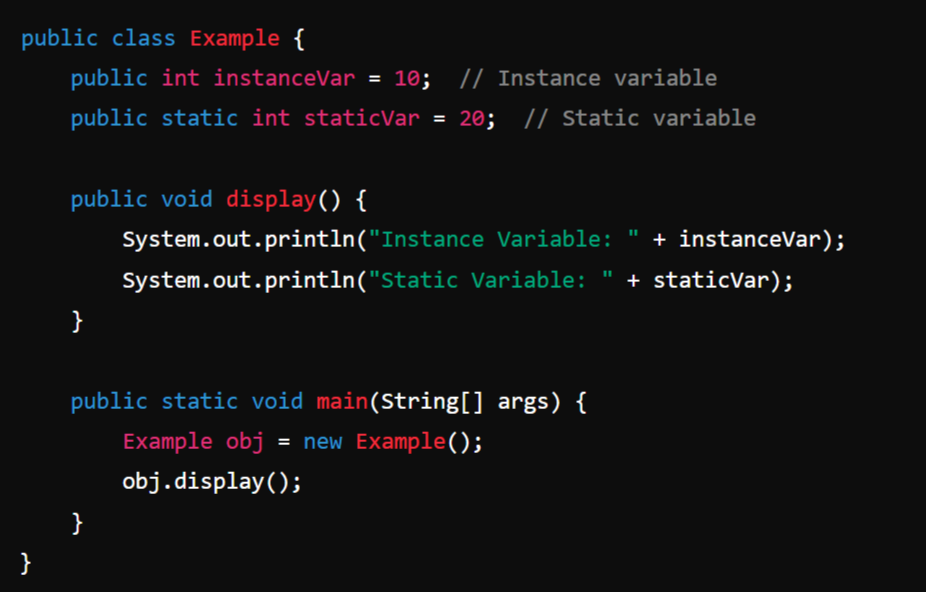 public class Example {
    public int instanceVar = 10;  // Instance variable
    public static int staticVar = 20;  // Static variable

    public void display() {
        System.out.println("Instance Variable: " + instanceVar);
        System.out.println("Static Variable: " + staticVar);
    }

    public static void main(String[] args) {
        Example obj = new Example();
        obj.display();
    }
}